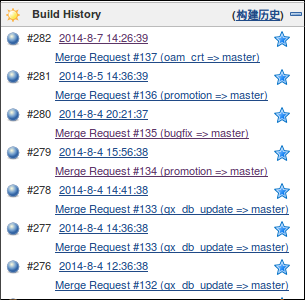 Build History (构建历史)
#282 2014-8-7 14:26:39
Merge Request #137 (oam_crt => master)
#281 2014-8-5 14:36:39
Merge Request #136 (promotion => master)
#280 2014-8-4 20:21:37
Merge Request #135 (bugfix => master)
#279 2014-8-4 15:56:38
Merge Request #134 (promotion => master)
#278 2014-8-4 14:41:38
Merge Request #133 (gx_db_update => master)
#277 2014-8-4 14:36:38
Merge Request #133 (gx_db_update => master)
#276 2014-8-4 12:36:38
Merge Request #132 (gx_db_update => master)